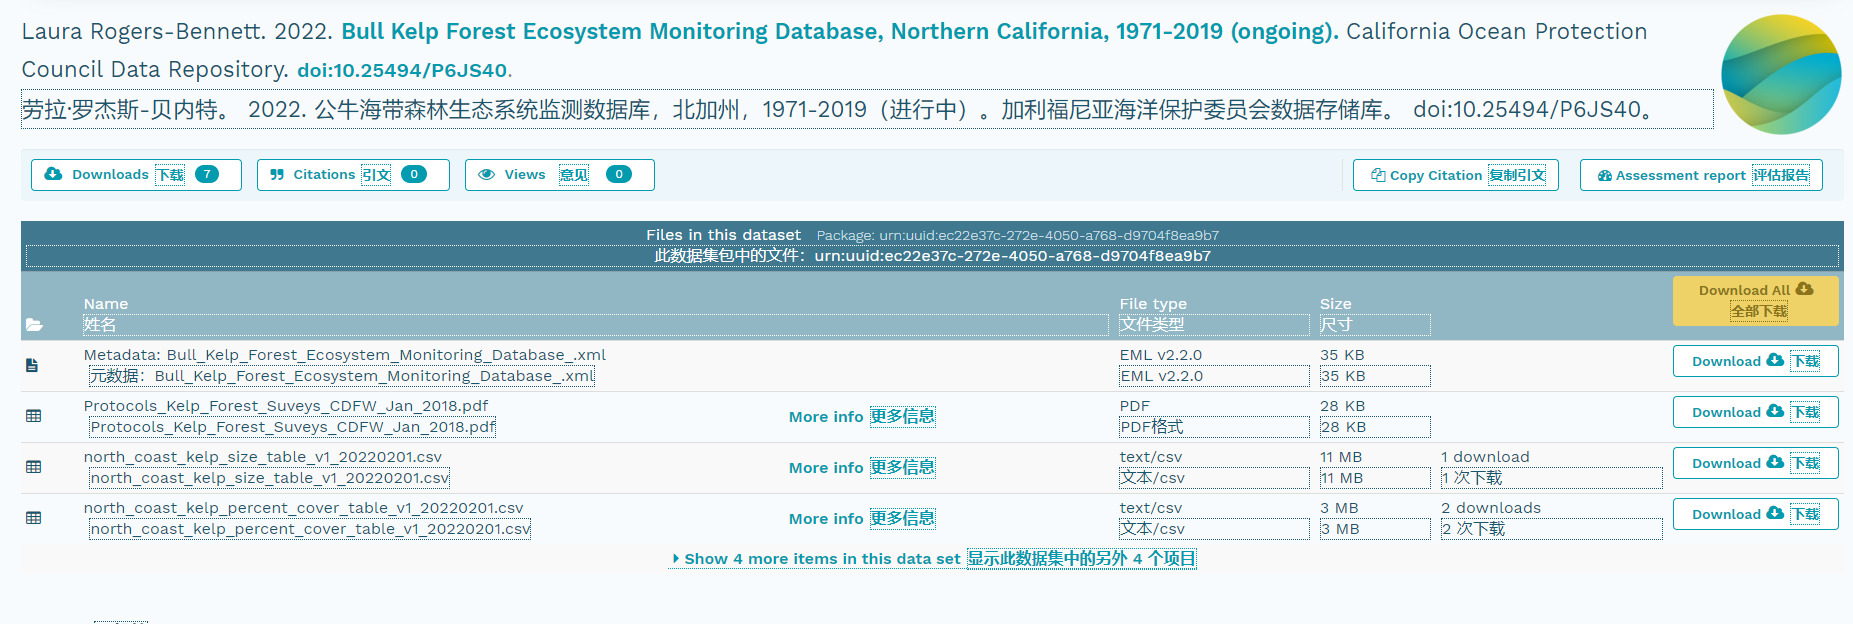 Laura Rogers-Bennett. 2022. Bull Kelp Forest Ecosystem Monitoring Database, Northern California, 1971-2019 (ongoing). California Ocean Protection
Council Data Repository. doi:10.25494/P6JS40.
劳拉·罗杰斯-贝内特。 2022. 公牛海带森林生态系统监测数据库，北加州，1971-2019（进行中）。加利福尼亚海洋保护委员会数据存储库。 doi:10.25494/P6JS40。
Downloads 下载 7 Citations 引文 0 Views 意见 0 Copy Citation 复制引文 Assessment report 评估报告
Files in this dataset Package: urn:uuid:ec22e37c-272e-4050-a768-d9704f8ea9b7
此数据集包中的文件：urn:uuid:ec22e37c-272e-4050-a768-d9704f8ea9b7
Download All
Name File type Size
姓名 文件类型 尺寸 全部下载
Metadata: Bull_Kelp_Forest_Ecosystem_Monitoring_Database_.xml EML v2.2.0 35 KB Download 下载
元数据：Bull_Kelp_Forest_Ecosystem_Monitoring_Database_.xml EML v2.2.0 35 KB
Protocols_Kelp_Forest_Suveys_CDFW_Jan_2018.pdf More info 更多信息 PDF 28 KB Download 下载
Protocols_Kelp_Forest_Suveys_CDFW_Jan_2018.pdf PDF格式 28 KB
north_coast_kelp_size_table_v1_20220201.csv More info 更多信息 text/csv 11 MB 1 download Download 下载
north_coast_kelp_size_table_v1_20220201.csv 文本/csv 11 MB 1 次下载
north_coast_kelp_percent_cover_table_v1_20220201.csv More info 更多信息 text/csv 3 MB 2 downloads Download 下载
north_coast_kelp_percent_cover_table_v1_20220201.csv 文本/csv 3 MB 2 次下载
Show 4 more items in this data set 显示此数据集中的另外 4 个项目